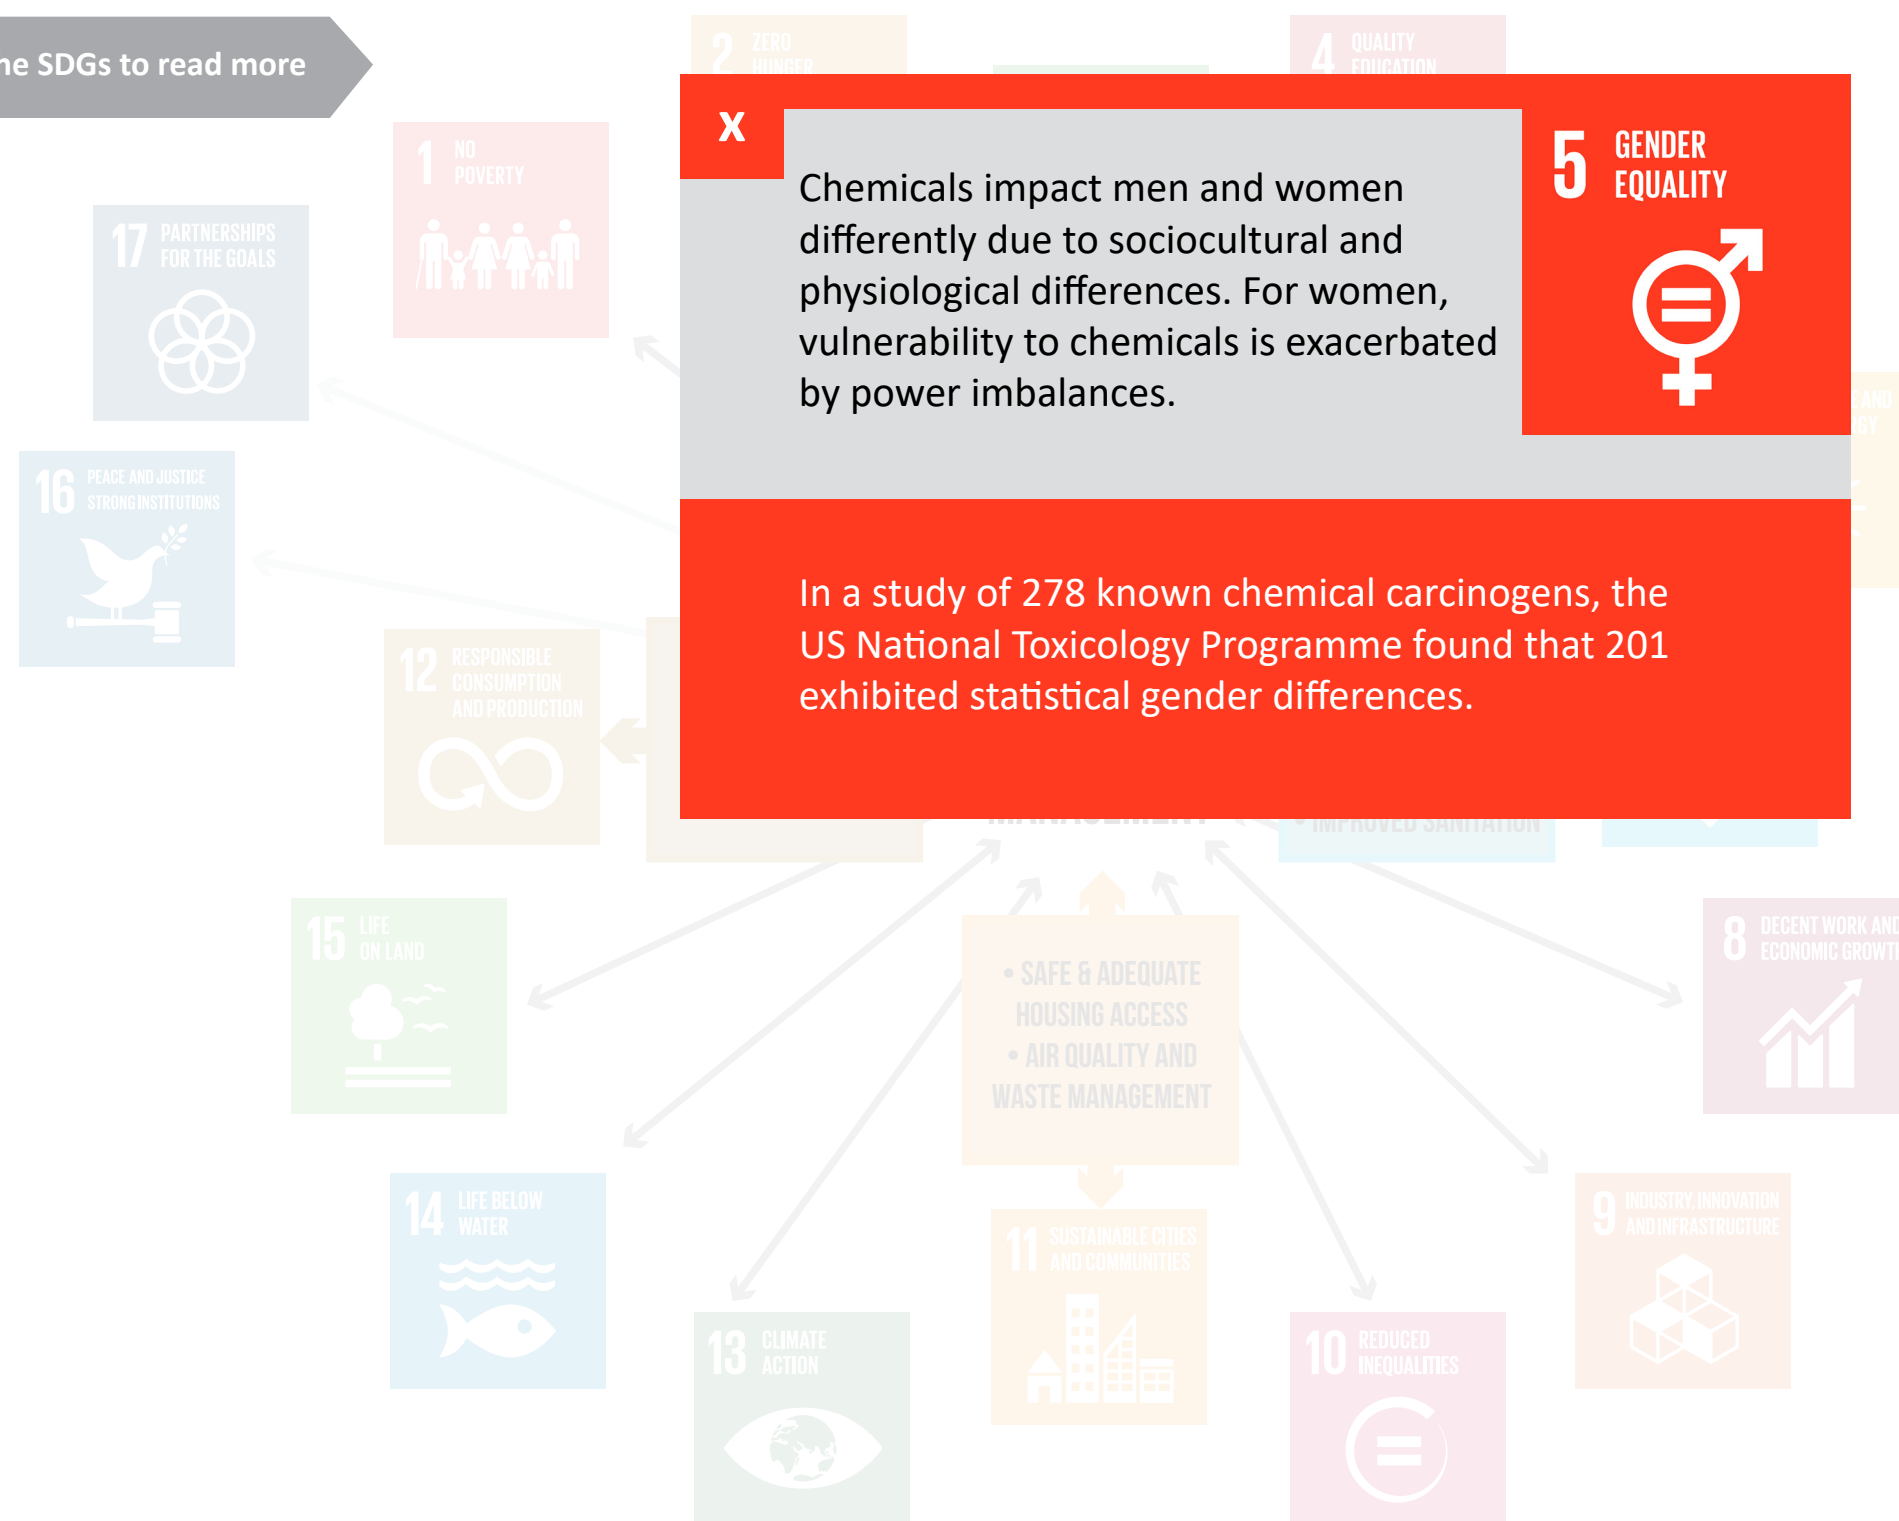 ne SDGs to read more
2 ZERO
HUNGER
4 QUALITY
EDUCATION
1 NO
POVERTY
17 PARTNERSHIPS
FOR THE GOALS
16 PEACE AND JUSTICE
STRONG INSTITUTIONS
X
Chemicals impact men and women
differently due to sociocultural and
physiological differences. For women,
vulnerability to chemicals is exacerbated
by power imbalances.
5 GENDER
EQUALITY
In a study of 278 known chemical carcinogens, the
US National Toxicology Programme found that 201
exhibited statistical gender differences.
12 RESPONSIBLE
CONSUMPTION
AND PRODUCTION
MANAGEMENT
• IMPROVED SANITATION
15 LIFE
ON LAND
• SAFE & ADEQUATE
HOUSING ACCESS
• AIR QUALITY AND
WASTE MANAGEMENT
8 DECENT WORK AND
ECONOMIC GROWTH
14 LIFE BELOW
WATER
11 SUSTAINABLE CITIES
AND COMMUNITIES
9 INDUSTRY, INNOVATION
AND INFRASTRUCTURE
13 CLIMATE
ACTION
10 REDUCED
INEQUALITIES